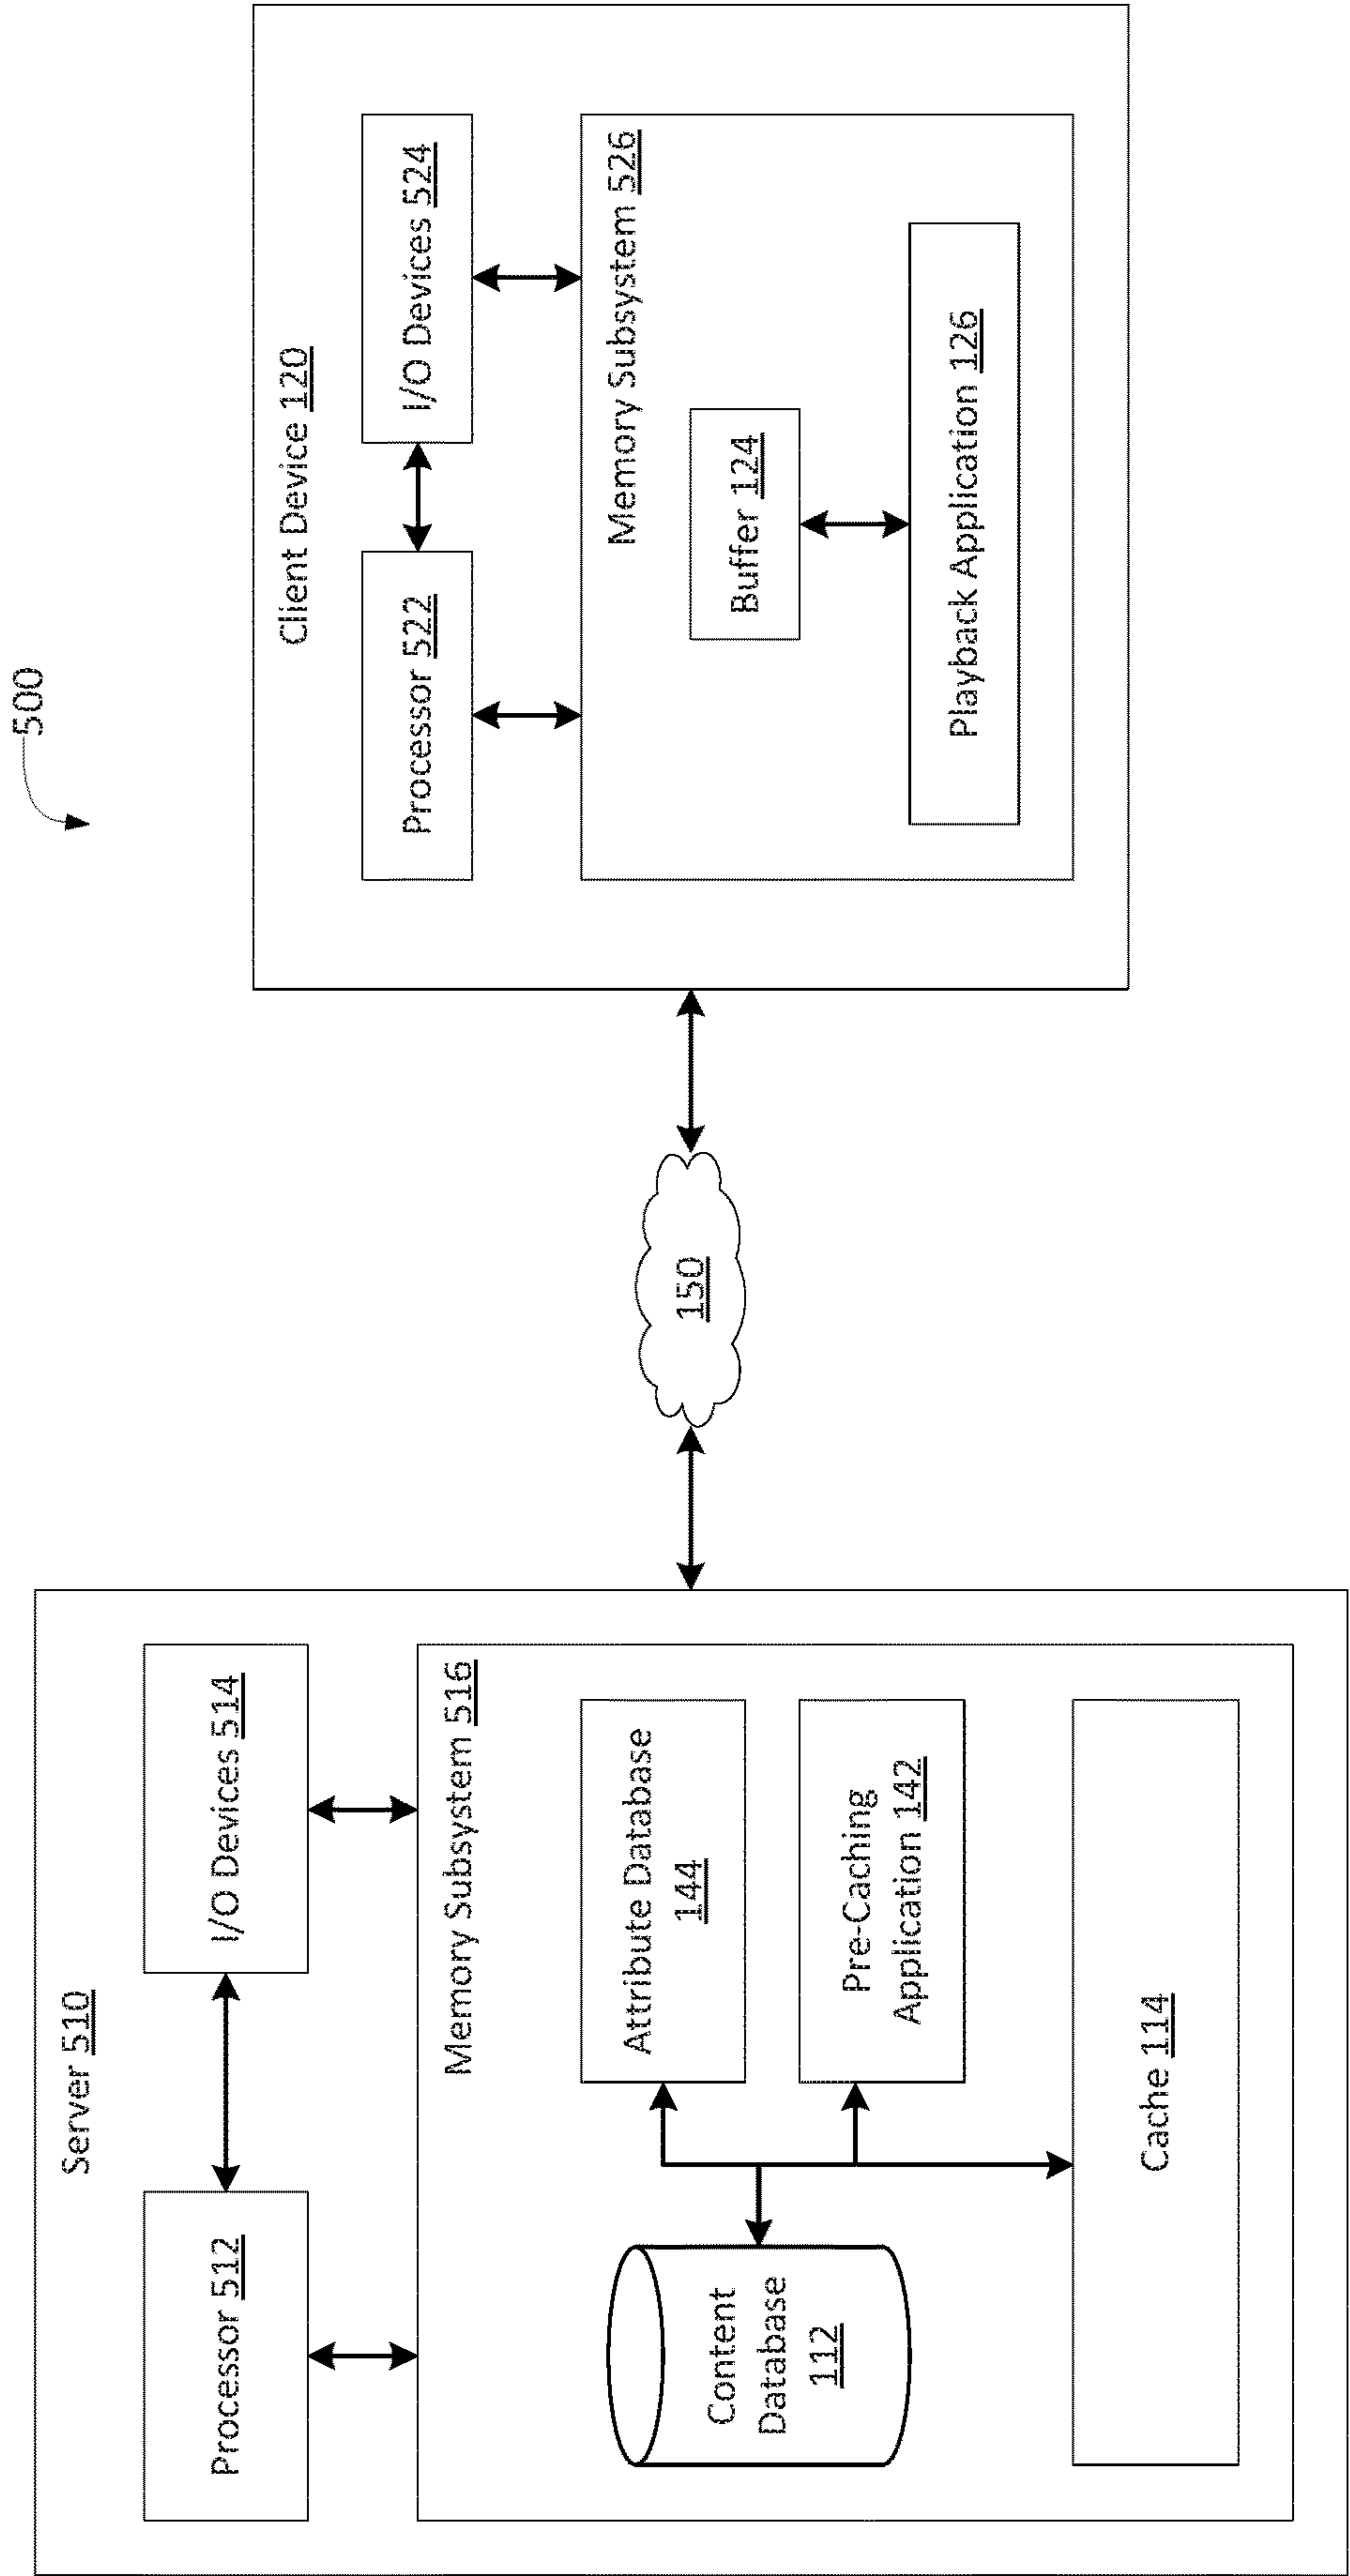 500
Server 510
Processor 512
I/O Devices 514
Memory Subsystem 516
Content
Database
112
Attribute Database
144
Pre-Caching
Application 142
Cache 114
150
Client Device 120
Processor 522
I/O Devices 524
Memory Subsystem 526
Buffer 124
Playback Application 126